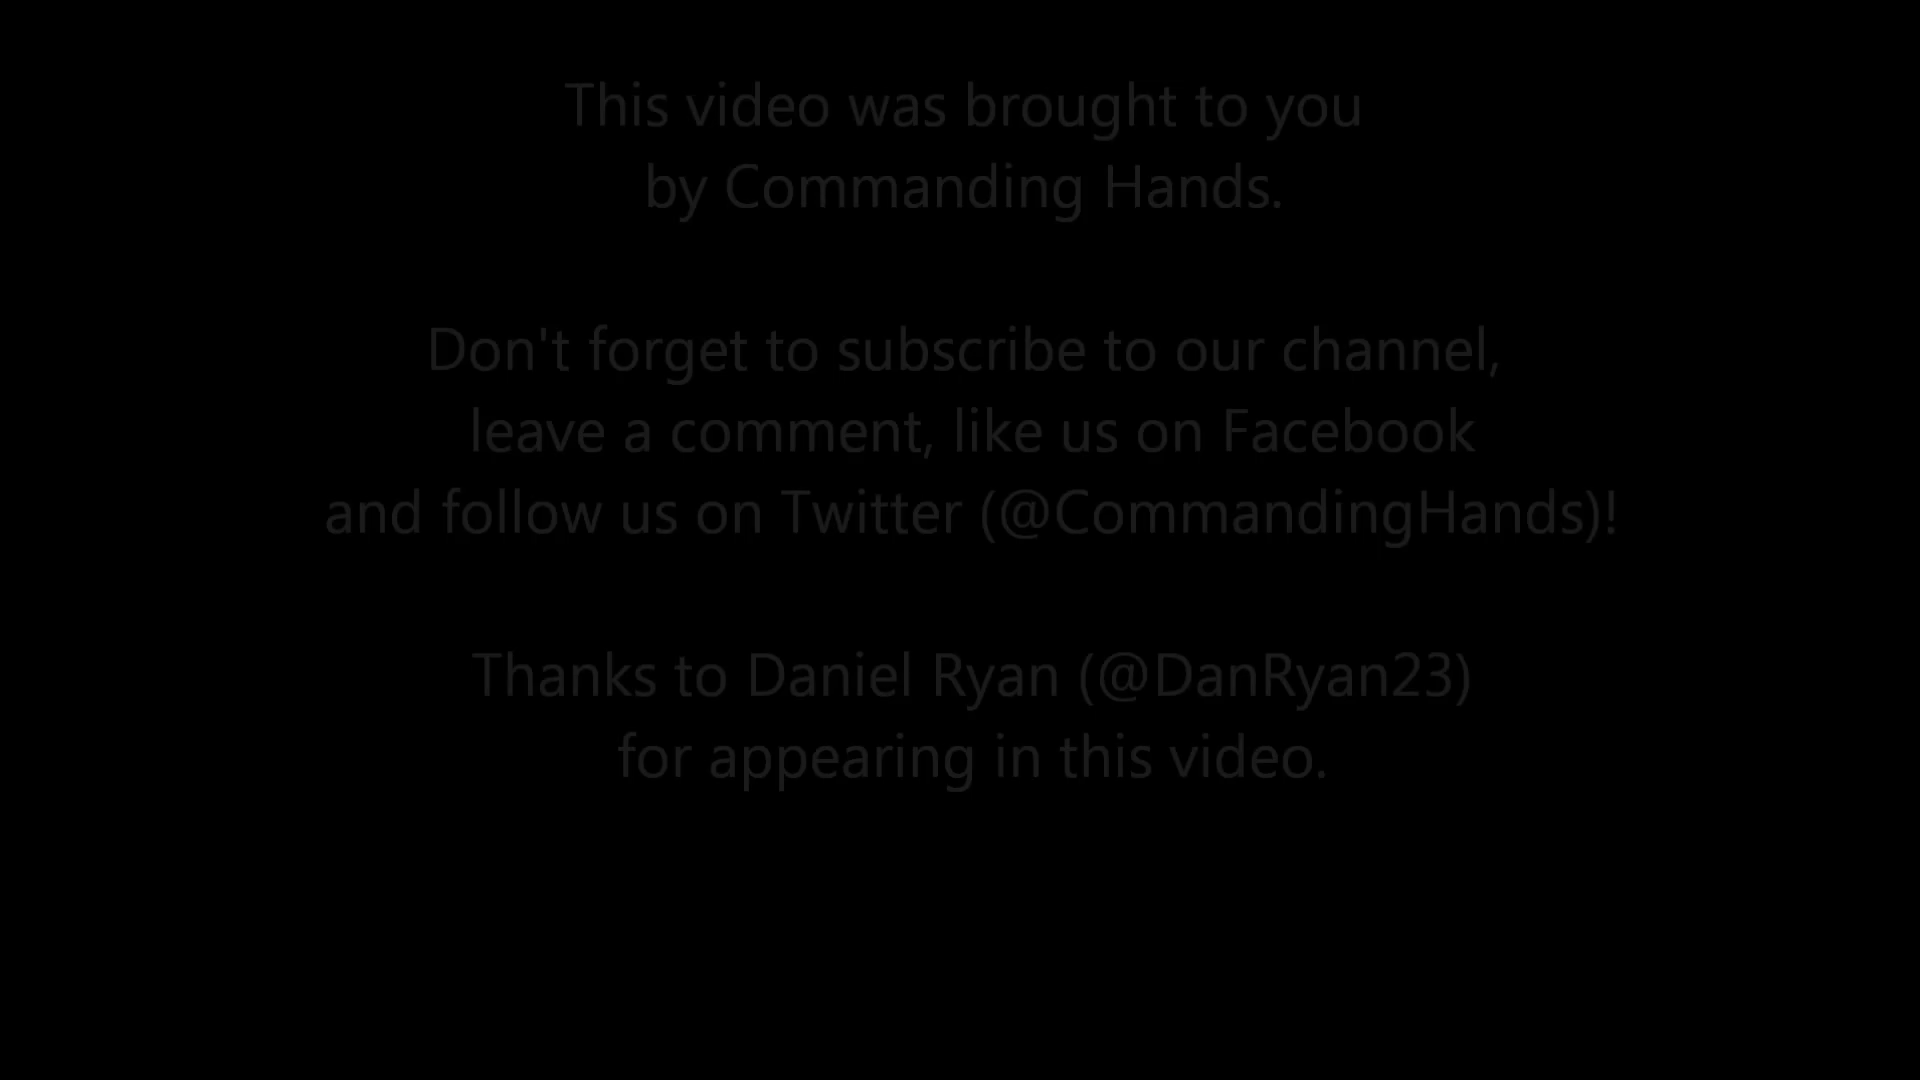 This video was brought to you
by Commanding Hands.
Don't forget to subscribe to our channel,
leave a comment, like us on Facebook
and follow us on Twitter (@CommandingHands)!
Thanks to Daniel Ryan (@DanRyan23)
for appearing in this video.